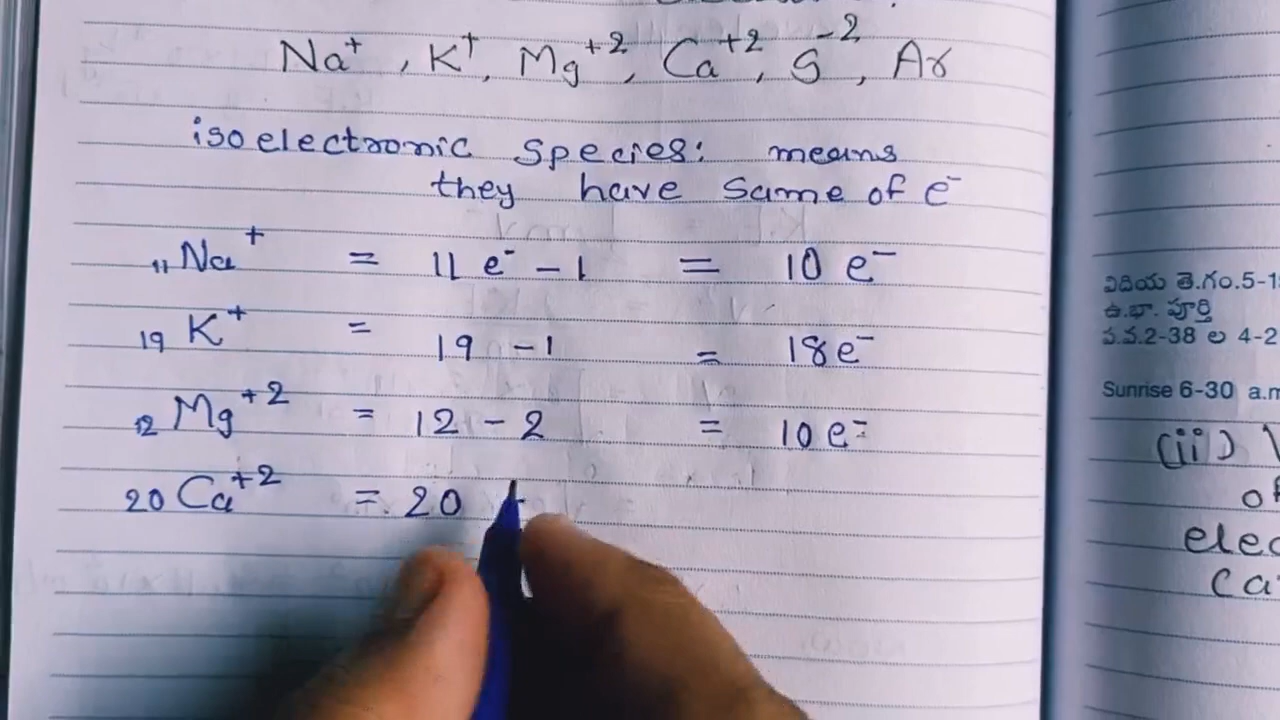 Na⁺, K⁺, Mg⁺², Ca⁺², S⁻², Ar
isoelectronic species: means
they have same of e⁻
₁₁Na⁺ = 11 e⁻ - 1 = 10 e⁻
₁₉K⁺ = 19 - 1 = 18e⁻
₁₂Mg⁺² = 12 - 2 = 10e⁻
₂₀Ca⁺² = 20
విదియ తె.గం.5-1
ఉ.భా. పూర్తి
ప.వ.2-38 ల 4-2
Sunrise 6-30 a.m
(ii)
of
elec
ca